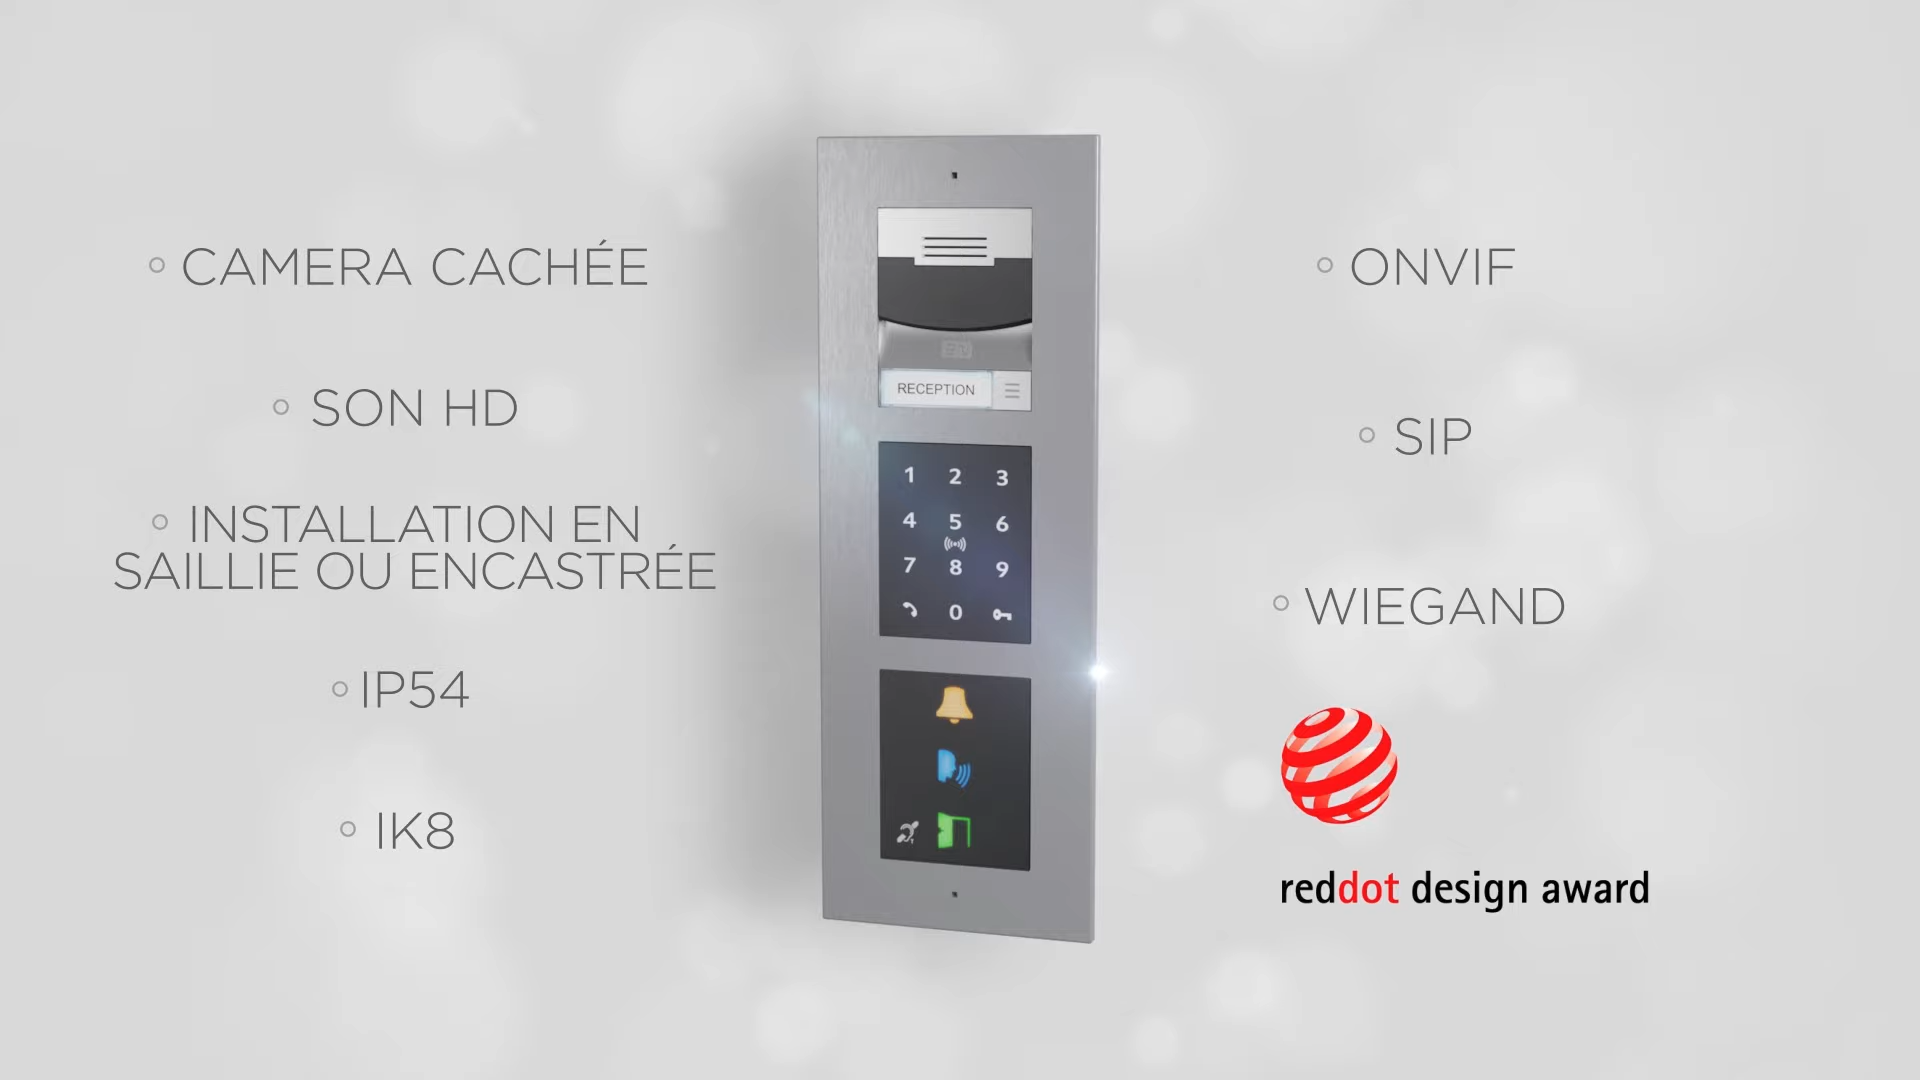 CAMERA CACHÉE
SON HD
INSTALLATION EN
SAILLIE OU ENCASTRÉE
IP54
IK8
RECEPTION
1 2 3
4 5 6
7 8 9
0
ONVIF
SIP
WIEGAND
reddot design award